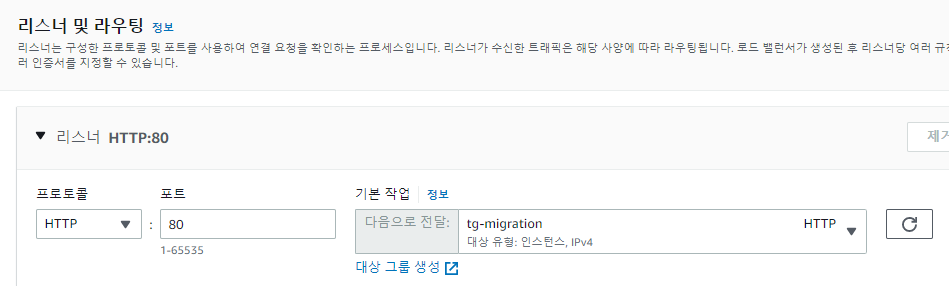 리스너 및 라우팅 정보
리스너는 구성한 프로토콜 및 포트를 사용하여 연결 요청을 확인하는 프로세스입니다. 리스너가 수신한 트래픽은 해당 사양에 따라 라우팅됩니다. 로드 밸런서가 생성된 후 리스너당 여러
러 인증서를 지정할 수 있습니다.
리스너 HTTP:80
프로토콜 포트 기본 작업 정보
HTTP : 80 다음으로 전달: tg-migration HTTP
대상 유형: 인스턴스, IPv4
1-65535
대상 그룹 생성